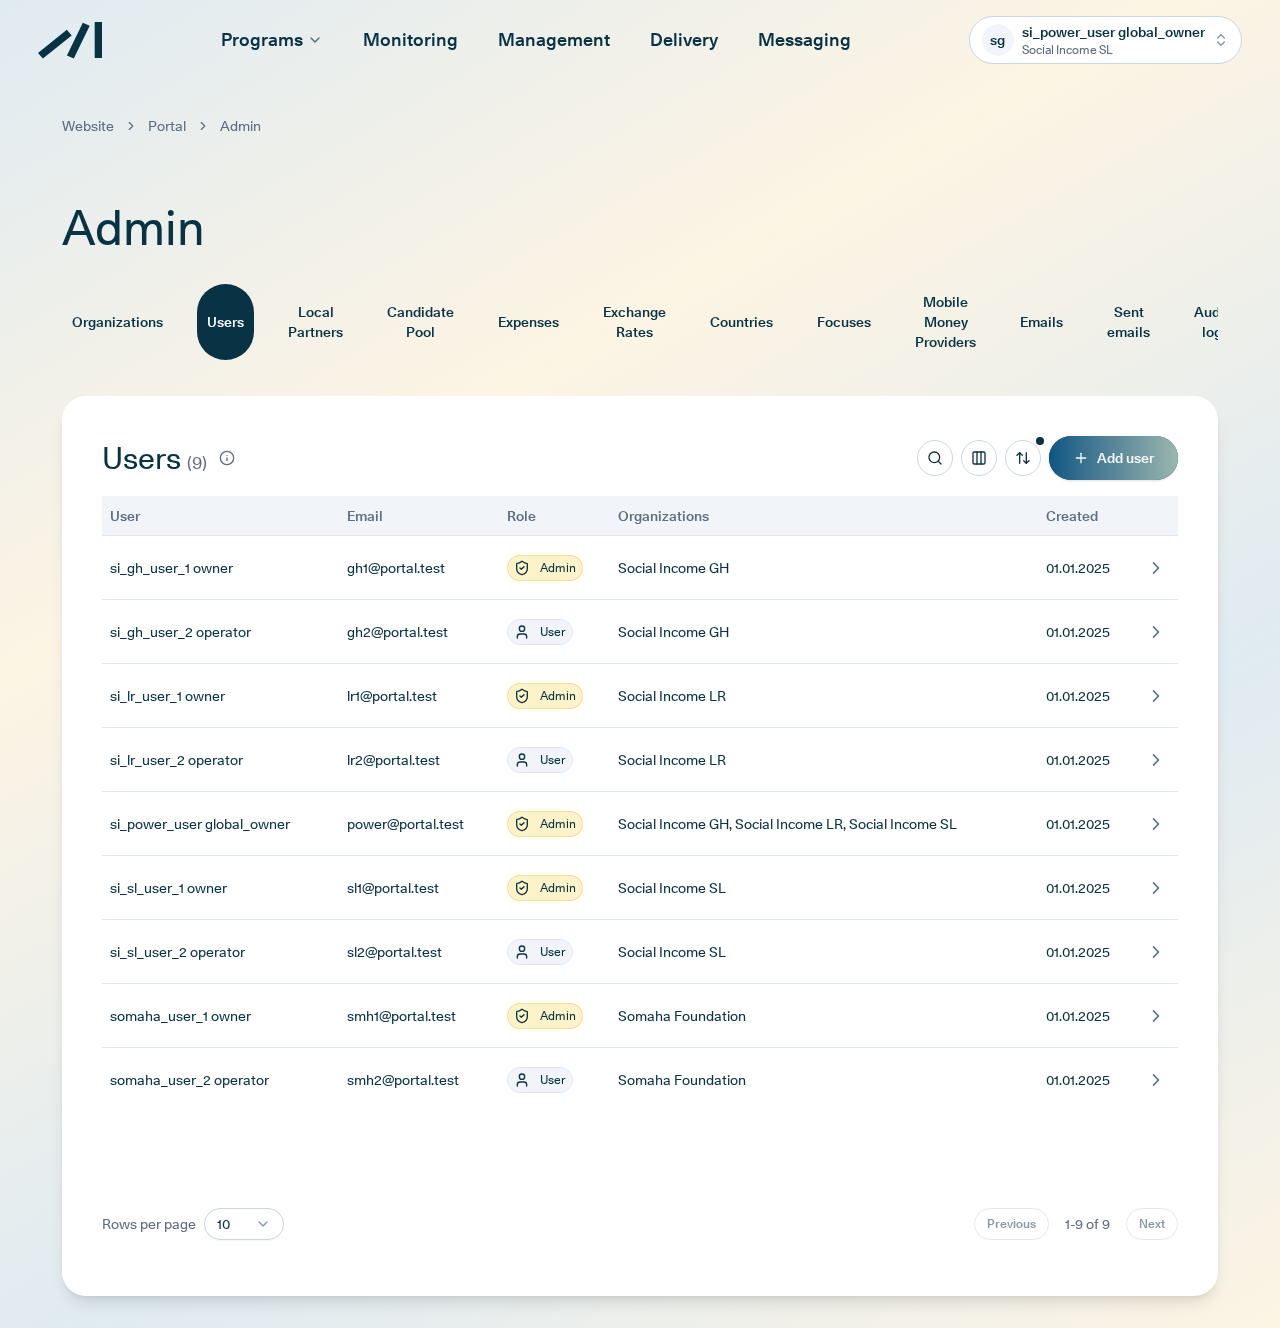 Programs
Monitoring
Management
Delivery
Messaging
sg
si_power_user global_owner
Social Income SL
Website
Portal
Admin
Admin
Organizations
Users
Local
Partners
Candidate
Pool
Expenses
Exchange
Rates
Countries
Focuses
Mobile
Money
Providers
Emails
Sent
emails
Users (9)
Add user
User Email Role Organizations Created
si_gh_user_1 owner gh1@portal.test Admin Social Income GH 01.01.2025
si_gh_user_2 operator gh2@portal.test User Social Income GH 01.01.2025
si_lr_user_1 owner lr1@portal.test Admin Social Income LR 01.01.2025
si_lr_user_2 operator lr2@portal.test User Social Income LR 01.01.2025
si_power_user global_owner power@portal.test Admin Social Income GH, Social Income LR, Social Income SL 01.01.2025
si_sl_user_1 owner sl1@portal.test Admin Social Income SL 01.01.2025
si_sl_user_2 operator sl2@portal.test User Social Income SL 01.01.2025
somaha_user_1 owner smh1@portal.test Admin Somaha Foundation 01.01.2025
somaha_user_2 operator smh2@portal.test User Somaha Foundation 01.01.2025
Rows per page 10
Previous 1-9 of 9 Next